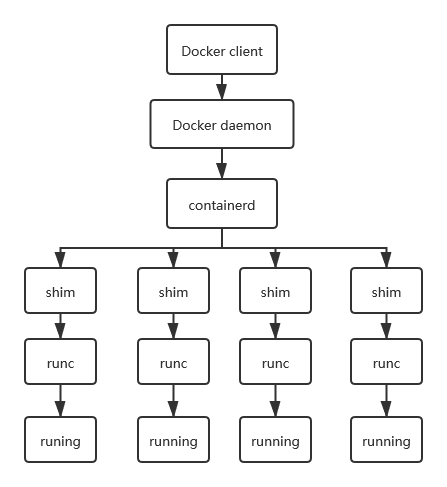 Docker client
Docker daemon
containerd
shim shim shim shim
runc runc runc runc
runing running running running